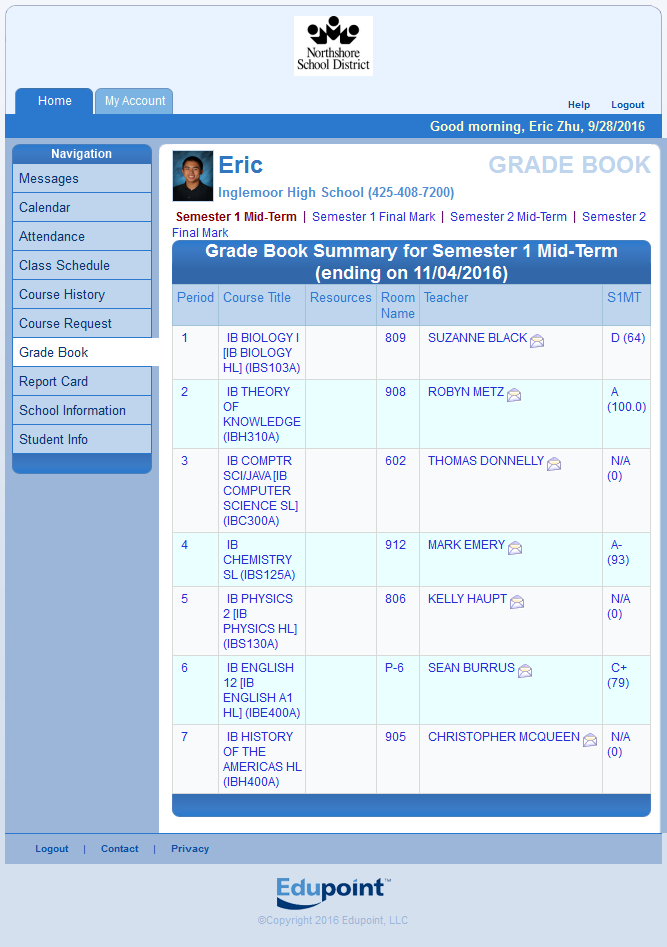 Northshore
School District
Home
My Account
Help
Logout
Good morning, Eric Zhu, 9/28/2016
Navigation
Messages
Calendar
Attendance
Class Schedule
Course History
Course Request
Grade Book
Report Card
School Information
Student Info
Eric
GRADE BOOK
Inglemoor High School (425-408-7200)
Semester 1 Mid-Term | Semester 1 Final Mark | Semester 2 Mid-Term | Semester 2
Final Mark
Grade Book Summary for Semester 1 Mid-Term
(ending on 11/04/2016)
Period Course Title Resources Room Name Teacher S1MT
1 IB BIOLOGY I [IB BIOLOGY HL] (IBS103A) 809 SUZANNE BLACK D (64)
2 IB THEORY OF KNOWLEDGE (IBH310A) 908 ROBYN METZ A (100.0)
3 IB COMPTR SCI/JAVA [IB COMPUTER SCIENCE SL] (IBC300A) 602 THOMAS DONNELLY N/A (0)
4 IB CHEMISTRY SL (IBS125A) 912 MARK EMERY A- (93)
5 IB PHYSICS 2 [IB PHYSICS HL] (IBS130A) 806 KELLY HAUPT N/A (0)
6 IB ENGLISH 12 [IB ENGLISH A1 HL] (IBE400A) P-6 SEAN BURRUS C+ (79)
7 IB HISTORY OF THE AMERICAS HL (IBH400A) 905 CHRISTOPHER MCQUEEN N/A (0)
Logout | Contact | Privacy
Edupoint™
©Copyright 2016 Edupoint, LLC